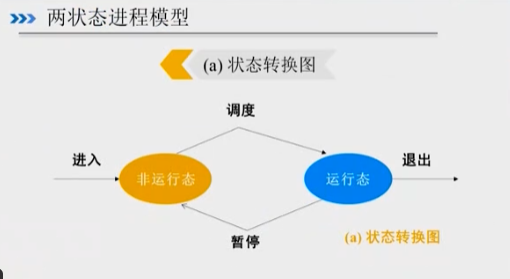 两状态进程模型
(a) 状态转换图
调度
进入
非运行态
运行态
退出
暂停
(a) 状态转换图